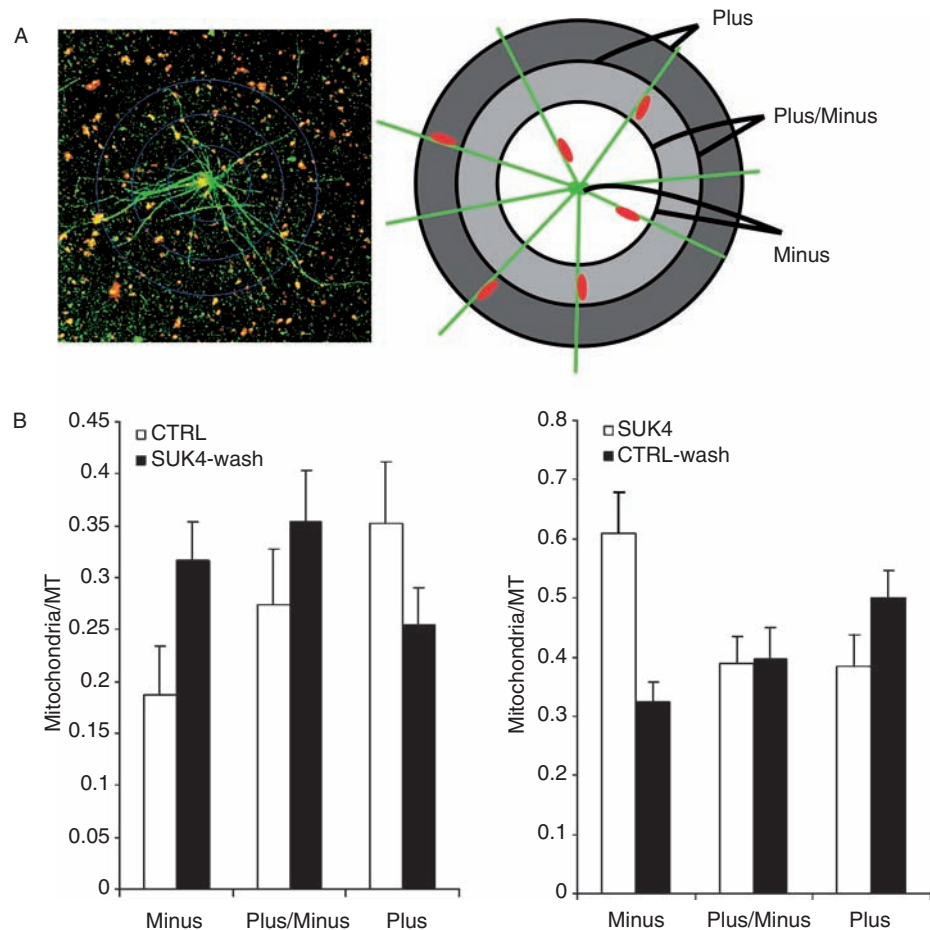 A
Plus
Plus/Minus
Minus
B
CTRL
SUK4-wash
Mitochondria/MT
0.45
0.4
0.35
0.3
0.25
0.2
0.15
0.1
0.05
0
Minus Plus/Minus Plus
SUK4
CTRL-wash
Mitochondria/MT
0.8
0.7
0.6
0.5
0.4
0.3
0.2
0.1
0
Minus Plus/Minus Plus